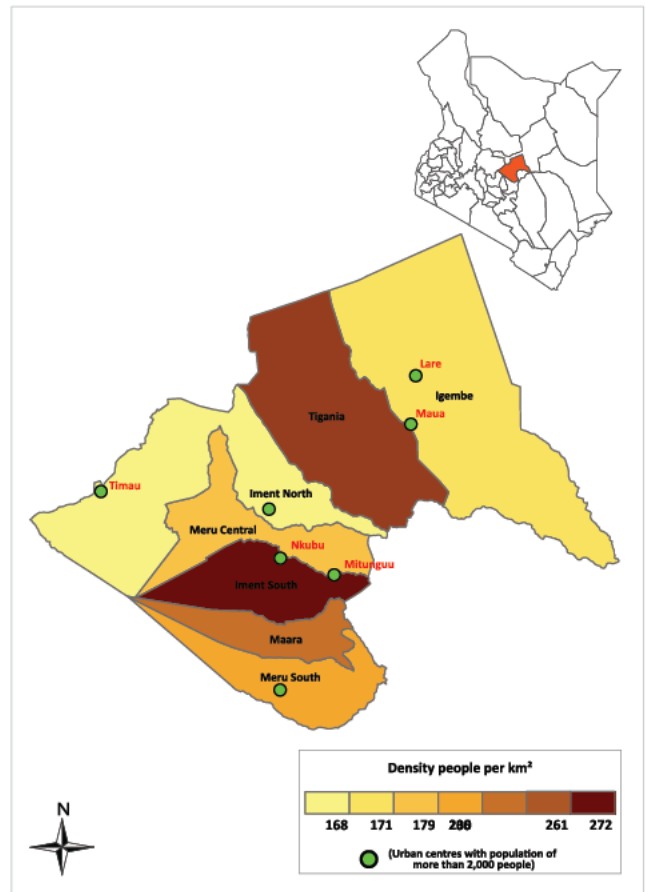 Lare
Igembe
Maua
Tigania
Timau
Iment North
Meru Central
Nkubu
Mitunguu
Iment South
Maara
Meru South
Density people per km²
168 171 179 261 272
(Urban centres with population of
more than 2,000 people)
N